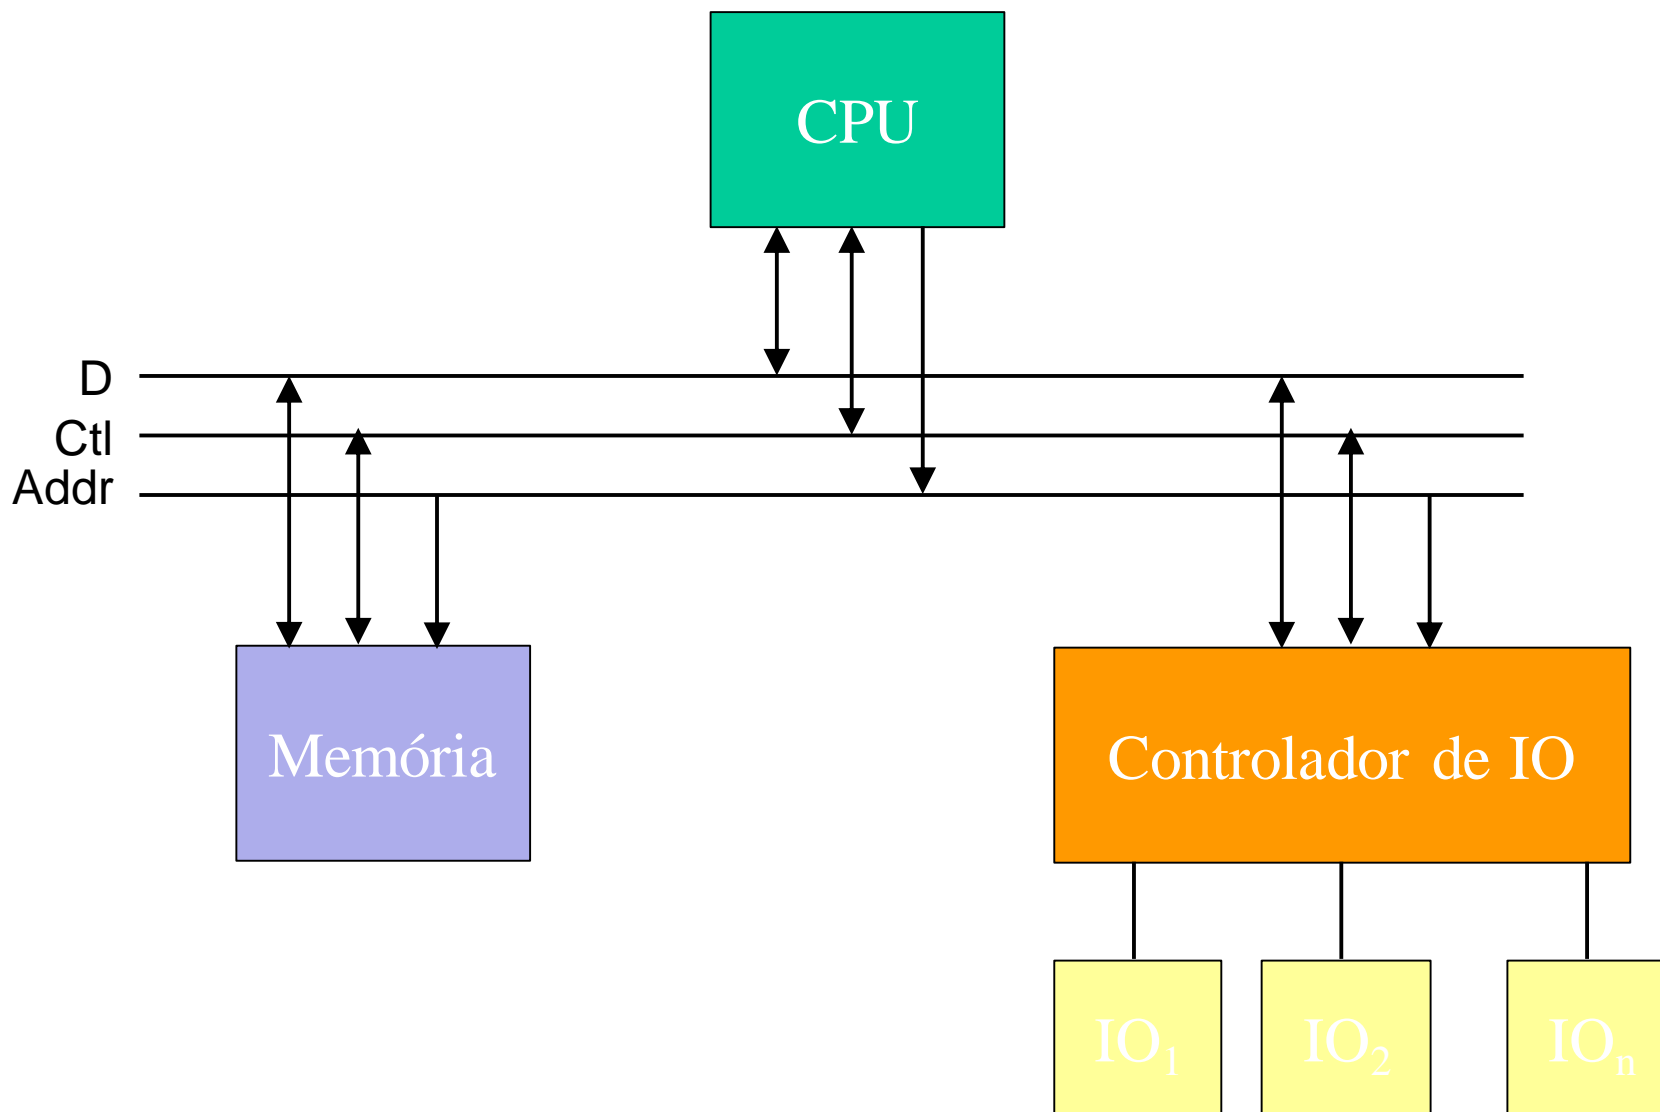 CPU
D
Ctl
Addr
Memória
Controlador de IO
IO₁
IO₂
IOₙ